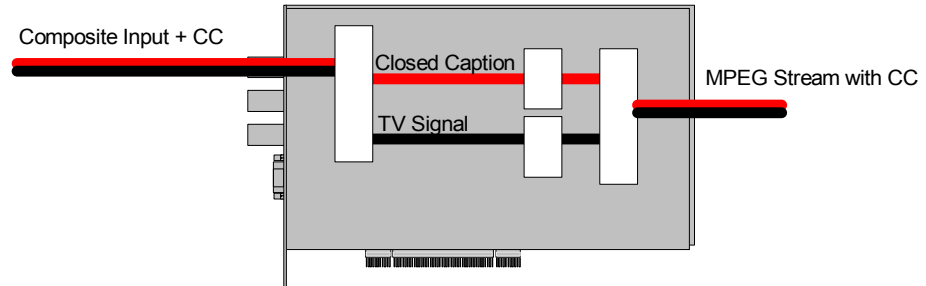 Composite Input + CC
Closed Caption
MPEG Stream with CC
TV Signal